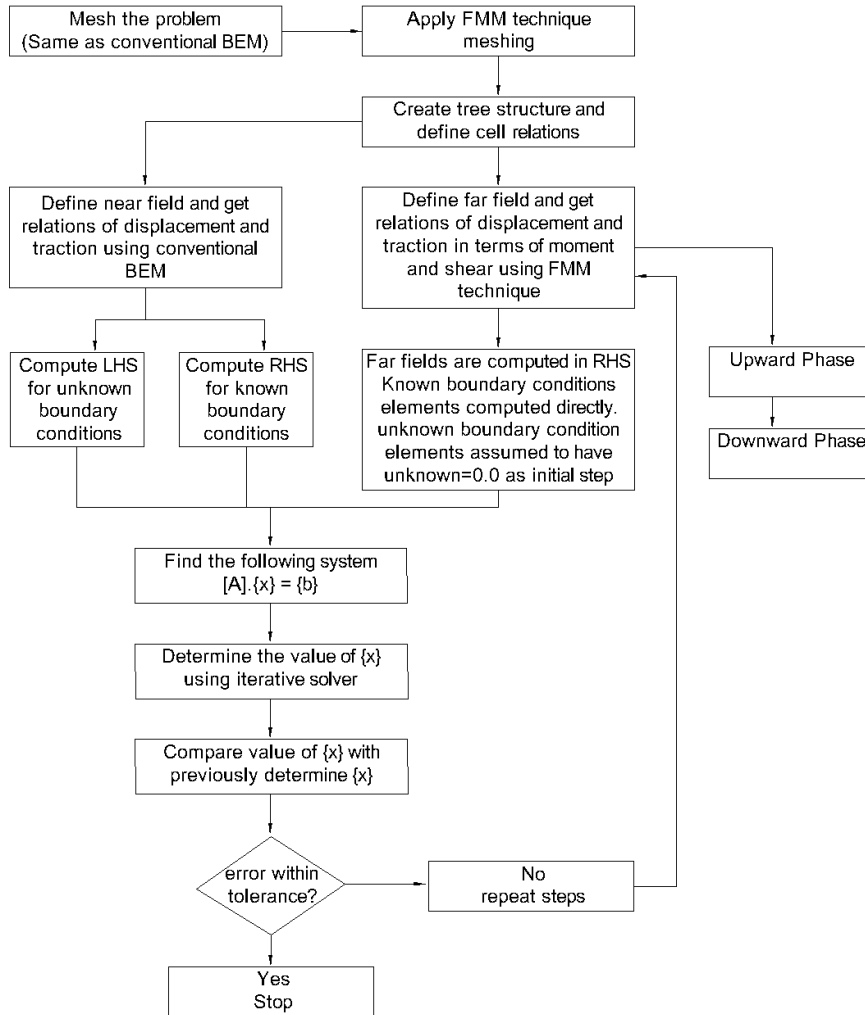 Mesh the problem
(Same as conventional BEM)
Apply FMM technique
meshing
Create tree structure and
define cell relations
Define near field and get
relations of displacement and
traction using conventional
BEM
Define far field and get
relations of displacement and
traction in terms of moment
and shear using FMM
technique
Compute LHS
for unknown
boundary
conditions
Compute RHS
for known
boundary
conditions
Far fields are computed in RHS
Known boundary conditions
elements computed directly.
unknown boundary condition
elements assumed to have
unknown=0.0 as initial step
Upward Phase
Downward Phase
Find the following system
[A].{x} = {b}
Determine the value of {x}
using iterative solver
Compare value of {x} with
previously determine {x}
error within
tolerance?
No
repeat steps
Yes
Stop